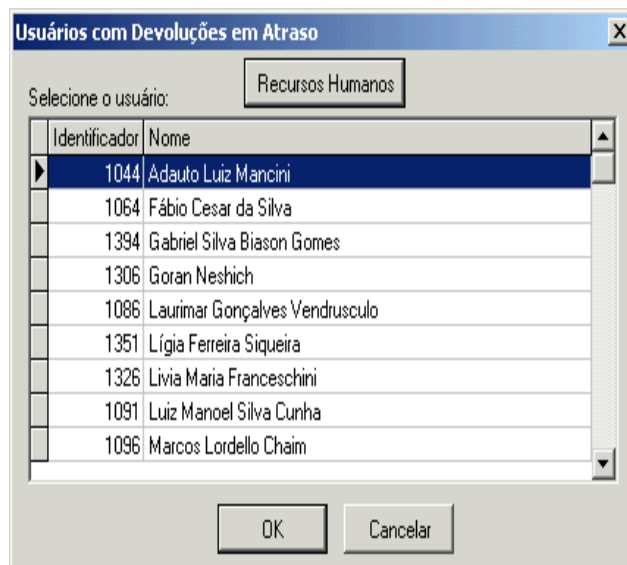 Usuários com Devoluções em Atraso
Recursos Humanos
Selecione o usuário:
Identificador Nome
1044 Adauto Luiz Mancini
1064 Fábio Cesar da Silva
1394 Gabriel Silva Biason Gomes
1306 Goran Neshich
1086 Laurimar Gonçalves Vendrusculo
1351 Lígia Ferreira Siqueira
1326 Livia Maria Franceschini
1091 Luiz Manoel Silva Cunha
1096 Marcos Lordello Chaim
OK Cancelar